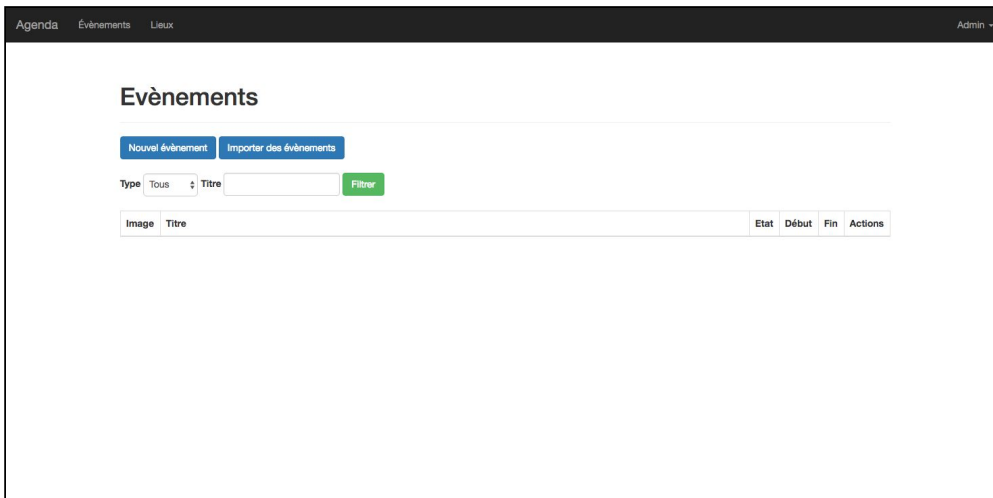 Agenda Évènements Lieux Admin
Evènements
Nouvel évènement Importer des évènements
Type Tous Titre Filtrer
Image Titre Etat Début Fin Actions